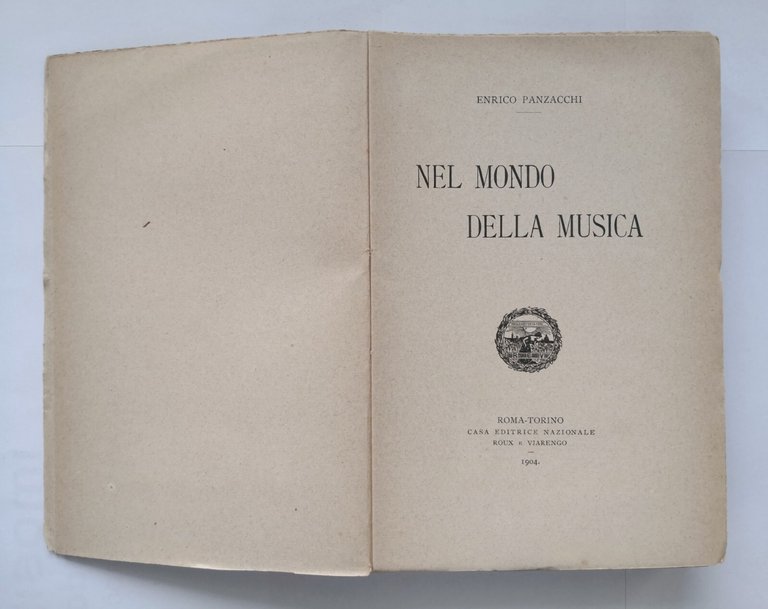 ENRICO PANZACCHI
NEL MONDO
DELLA MUSICA
ROMA-TORINO
CASA EDITRICE NAZIONALE
ROUX E VIARENGO
1904.